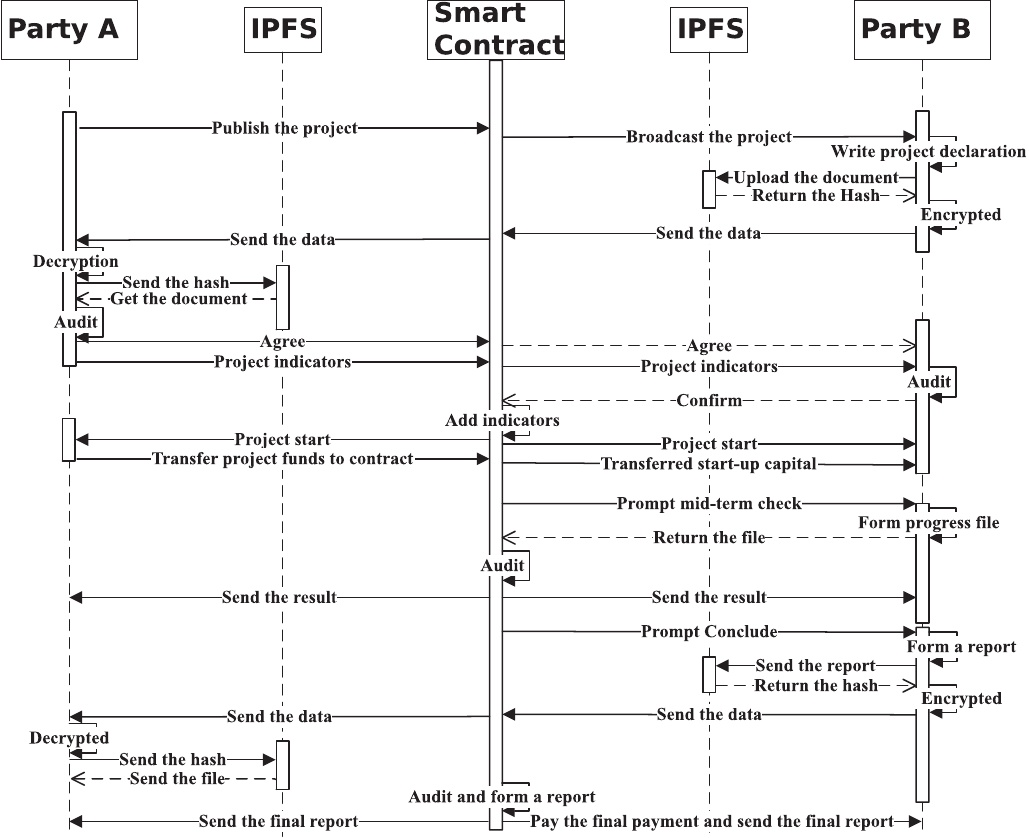 Party A
IPFS
Smart
Contract
IPFS
Party B
Publish the project
Broadcast the project
Write project declaration
Upload the document
Return the Hash
Encrypted
Send the data
Send the data
Decryption
Send the hash
Get the document
Audit
Agree
Agree
Project indicators
Project indicators
Audit
Confirm
Add indicators
Project start
Project start
Transfer project funds to contract
Transferred start-up capital
Prompt mid-term check
Form progress file
Return the file
Audit
Send the result
Send the result
Prompt Conclude
Form a report
Send the report
Return the hash
Encrypted
Send the data
Send the data
Decrypted
Send the hash
Send the file
Audit and form a report
Send the final report
Pay the final payment and send the final report